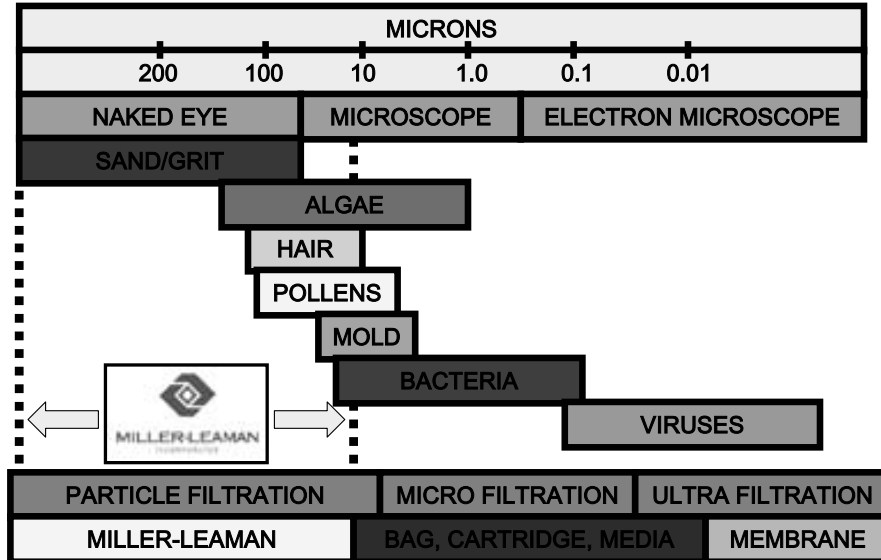 MICRONS
200 100 10 1.0 0.1 0.01
NAKED EYE MICROSCOPE ELECTRON MICROSCOPE
SAND/GRIT
ALGAE
HAIR
POLLENS
MOLD
BACTERIA
VIRUSES
MILLER-LEAMAN
PARTICLE FILTRATION MICRO FILTRATION ULTRA FILTRATION
MILLER-LEAMAN BAG, CARTRIDGE, MEDIA MEMBRANE